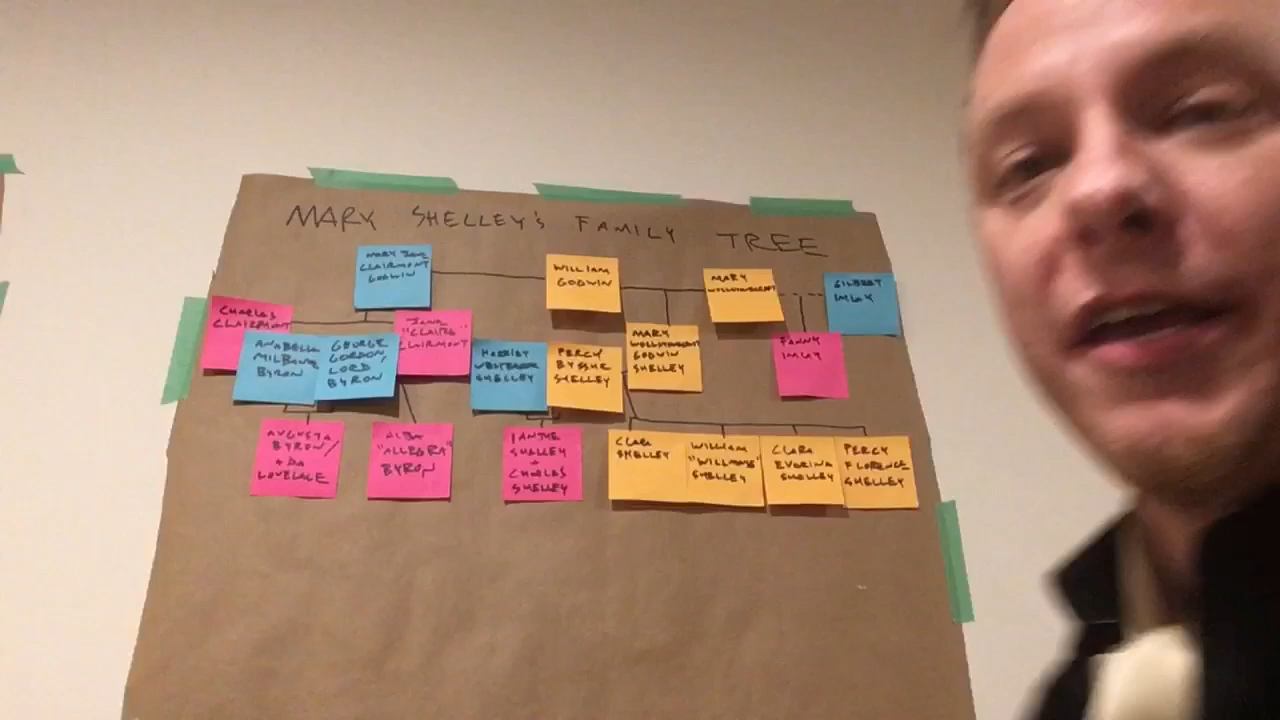 MARY SHELLEY'S FAMILY TREE
MARY JANE
CLAIRMONT
GODWIN
WILLIAM
GODWIN
MARY
WOLLSTONECRAFT
GILBERT
IMLAY
CHARLES
CLAIRMONT
ANABELLA
MILBANKE
BYRON
GEORGE
GORDON/
LORD
BYRON
JANE
"CLAIRE"
CLAIRMONT
HARRIET
WESTBROOK
SHELLEY
PERCY
BYSSHE
SHELLEY
MARY
WOLLSTONECRAFT
GODWIN
SHELLEY
FANNY
IMLAY
AUGUSTA
BYRON/
ADA
LOVELACE
ALBA
"ALLEGRA"
BYRON
IANTHE
SHELLEY
+
CHARLES
SHELLEY
CLARA
SHELLEY
WILLIAM
"WILLMOUSE"
SHELLEY
CLARA
EVERINA
SHELLEY
PERCY
FLORENCE
SHELLEY